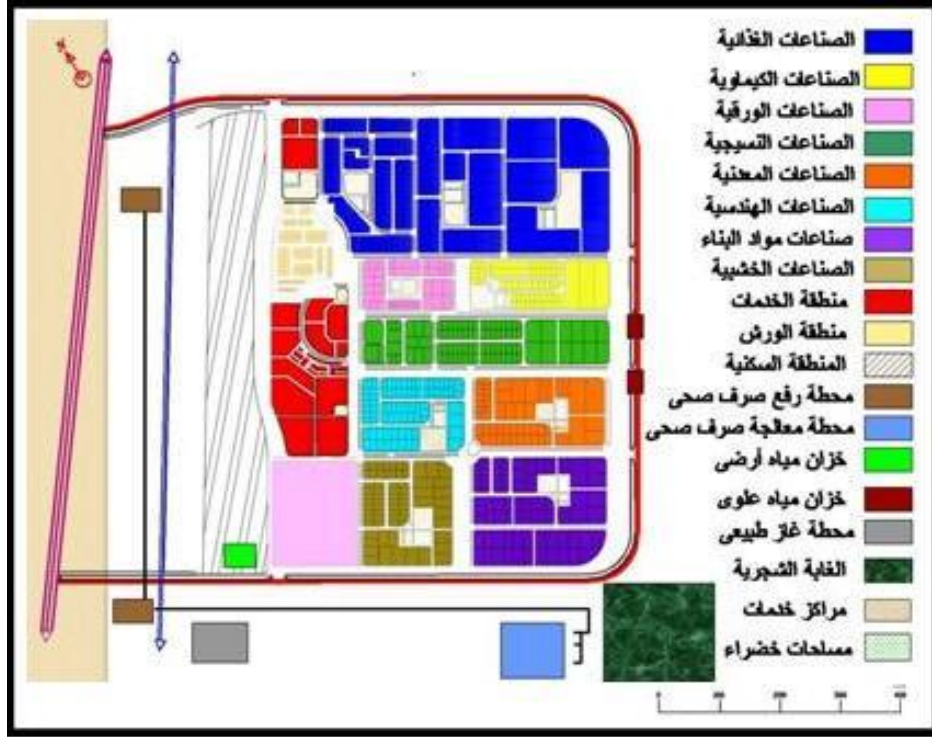 الصناعات الغذائية
الصناعات الكيماوية
الصناعات الورقية
الصناعات النسيجية
الصناعات المعدنية
الصناعات الهندسية
صناعات مواد البناء
الصناعات الخشبية
منطقة الخدمات
منطقة الورش
المنطقة السكنية
محطة رفع صرف صحى
محطة معالجة صرف صحى
خزان مياه أرضى
خزان مياه علوى
محطة غاز طبيعى
الغابة الشجرية
مراكز خدمات
مسلحات خضراء